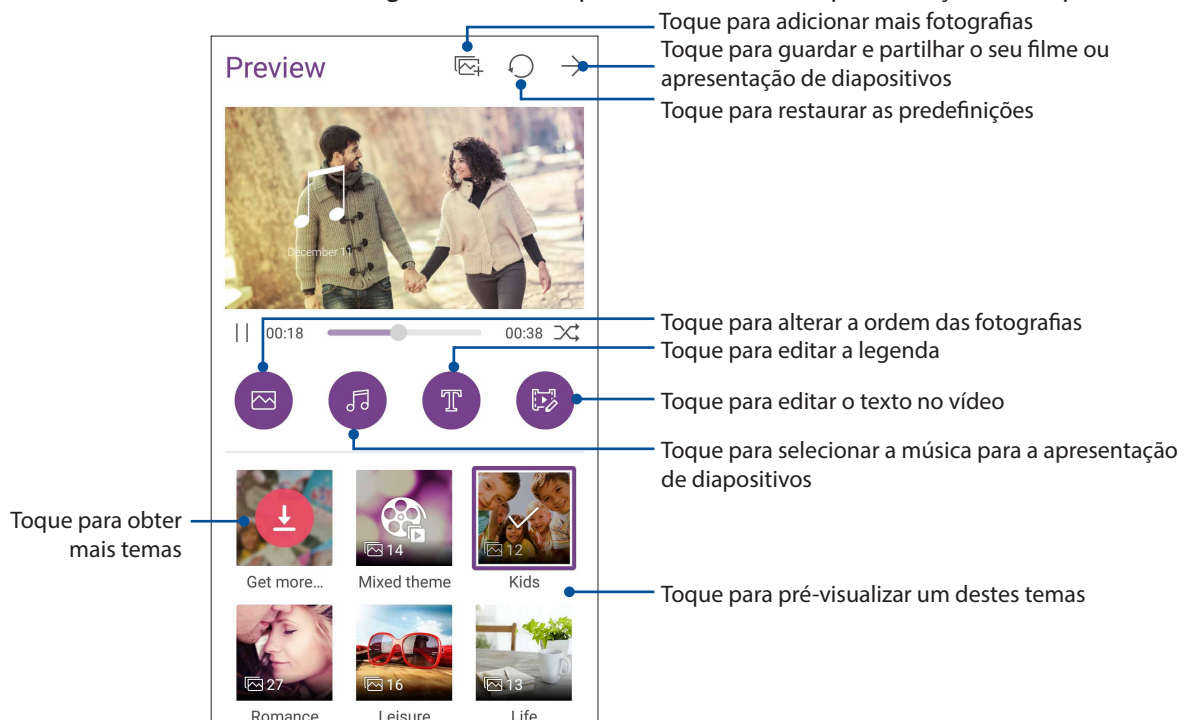 Toque para adicionar mais fotografias
Toque para guardar e partilhar o seu filme ou
apresentação de diapositivos
Toque para restaurar as predefinições
Preview
December 11
00:18
00:38
Toque para alterar a ordem das fotografias
Toque para editar a legenda
Toque para editar o texto no vídeo
Toque para selecionar a música para a apresentação
de diapositivos
Toque para obter
mais temas
14
12
Get more...
Mixed theme
Kids
Toque para pré-visualizar um destes temas
27
16
13
Romance
Leisure
Life